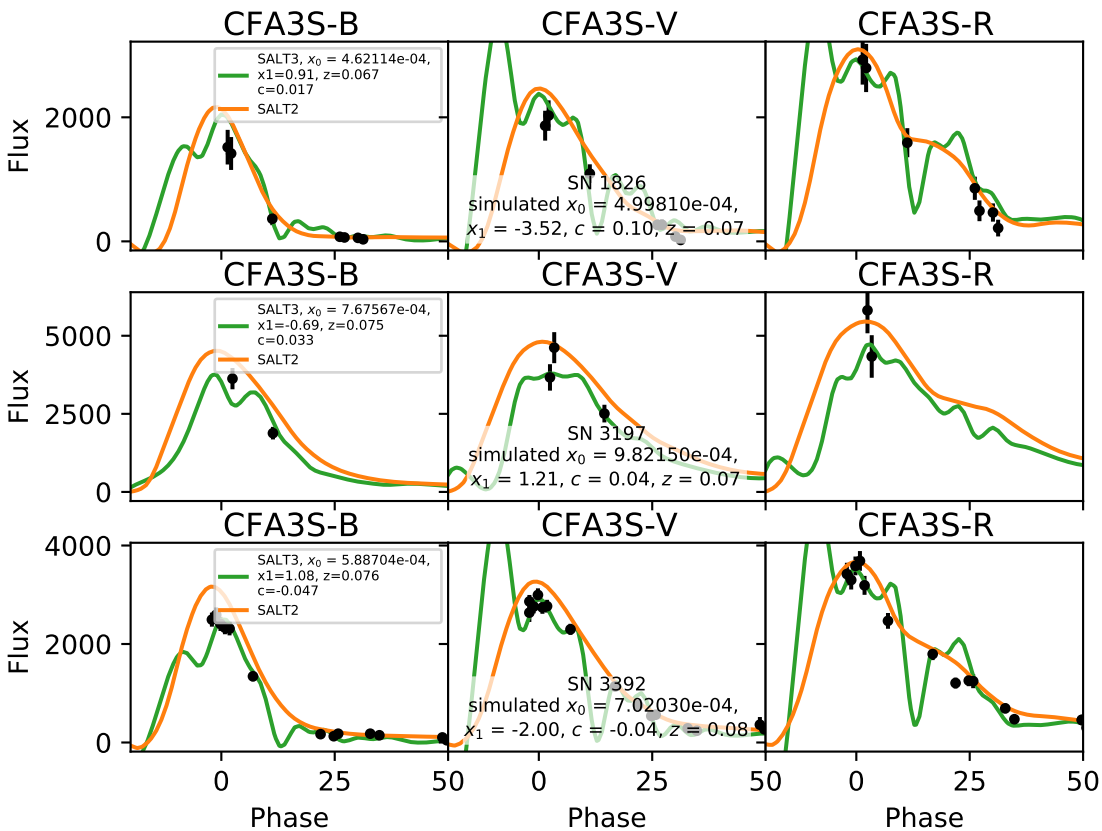 CFA3S-B CFA3S-V CFA3S-R
Flux
2000
0
SALT3, x0 = 4.62114e-04,
x1=0.91, z=0.067
c=0.017
SALT2
SN 1826
simulated x0 = 4.99810e-04,
x1 = -3.52, c = 0.10, z = 0.07
CFA3S-B CFA3S-V CFA3S-R
Flux
5000
2500
0
SALT3, x0 = 7.67567e-04,
x1=-0.69, z=0.075
c=0.033
SALT2
SN 3197
simulated x0 = 9.82150e-04,
x1 = 1.21, c = 0.04, z = 0.07
CFA3S-B CFA3S-V CFA3S-R
Flux
4000
2000
0
SALT3, x0 = 5.88704e-04,
x1=1.08, z=0.076
c=-0.047
SALT2
SN 3392
simulated x0 = 7.02030e-04,
x1 = -2.00, c = -0.04, z = 0.08
0 25 50 0 25 50 0 25 50
Phase Phase Phase